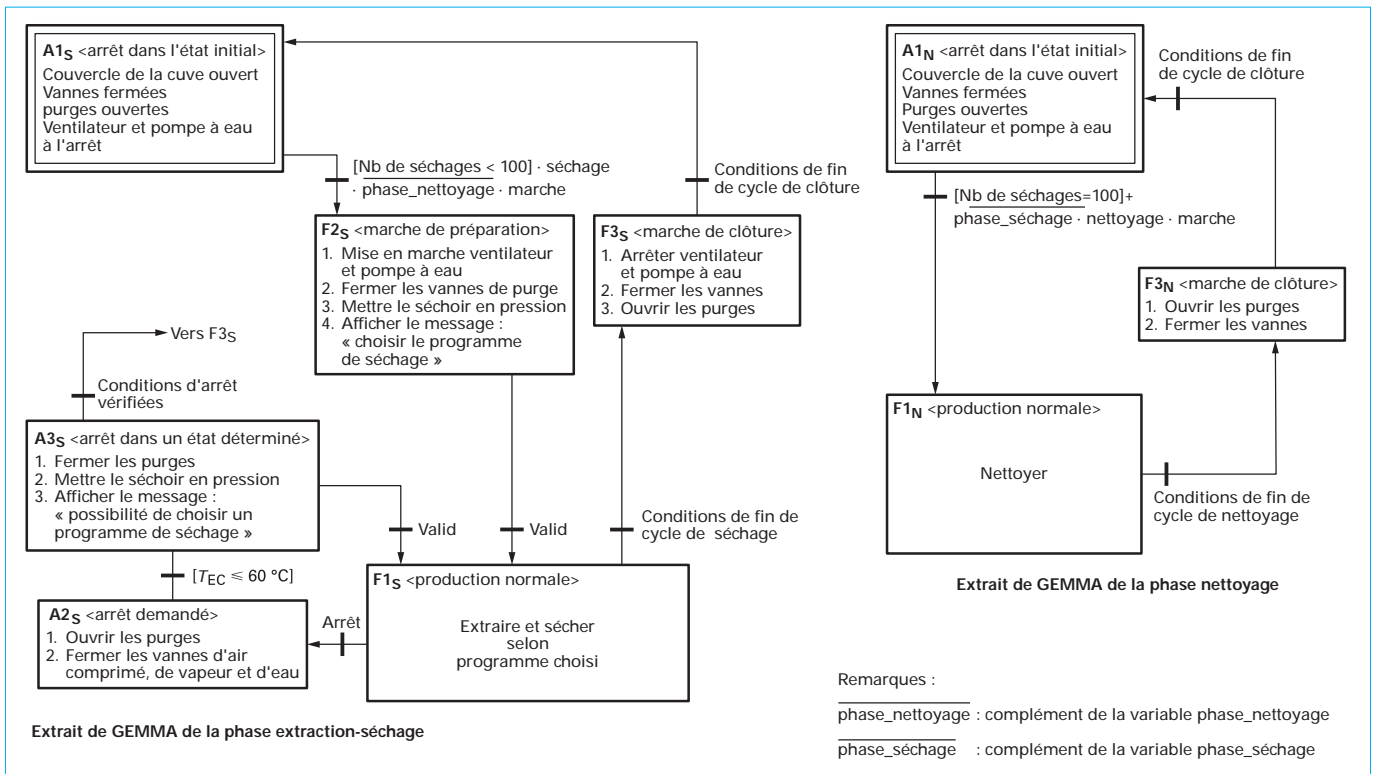 A1S <arrêt dans l'état initial>
Couvercle de la cuve ouvert
Vannes fermées
purges ouvertes
Ventilateur et pompe à eau
à l'arrêt
[Nb de séchages < 100] · séchage
· phase_nettoyage · marche
Conditions de fin
de cycle de clôture
F2S <marche de préparation>
1. Mise en marche ventilateur
et pompe à eau
2. Fermer les vannes de purge
3. Mettre le séchoir en pression
4. Afficher le message :
« choisir le programme
de séchage »
F3S <marche de clôture>
1. Arrêter ventilateur
et pompe à eau
2. Fermer les vannes
3. Ouvrir les purges
Vers F3S
Conditions d'arrêt
vérifiées
A3S <arrêt dans un état déterminé>
1. Fermer les purges
2. Mettre le séchoir en pression
3. Afficher le message :
« possibilité de choisir un
programme de séchage »
Valid
Valid
Conditions de fin de
cycle de séchage
[TEC ⩽ 60 °C]
A2S <arrêt demandé>
1. Ouvrir les purges
2. Fermer les vannes d'air
comprimé, de vapeur et d'eau
Arrêt
F1S <production normale>
Extraire et sécher
selon
programme choisi
Extrait de GEMMA de la phase extraction-séchage
A1N <arrêt dans l'état initial>
Couvercle de la cuve ouvert
Vannes fermées
Purges ouvertes
Ventilateur et pompe à eau
à l'arrêt
Conditions de fin
de cycle de clôture
[Nb de séchages=100]+
phase_séchage · nettoyage · marche
F3N <marche de clôture>
1. Ouvrir les purges
2. Fermer les vannes
F1N <production normale>
Nettoyer
Conditions de fin de
cycle de nettoyage
Extrait de GEMMA de la phase nettoyage
Remarques :
phase_nettoyage : complément de la variable phase_nettoyage
phase_séchage : complément de la variable phase_séchage